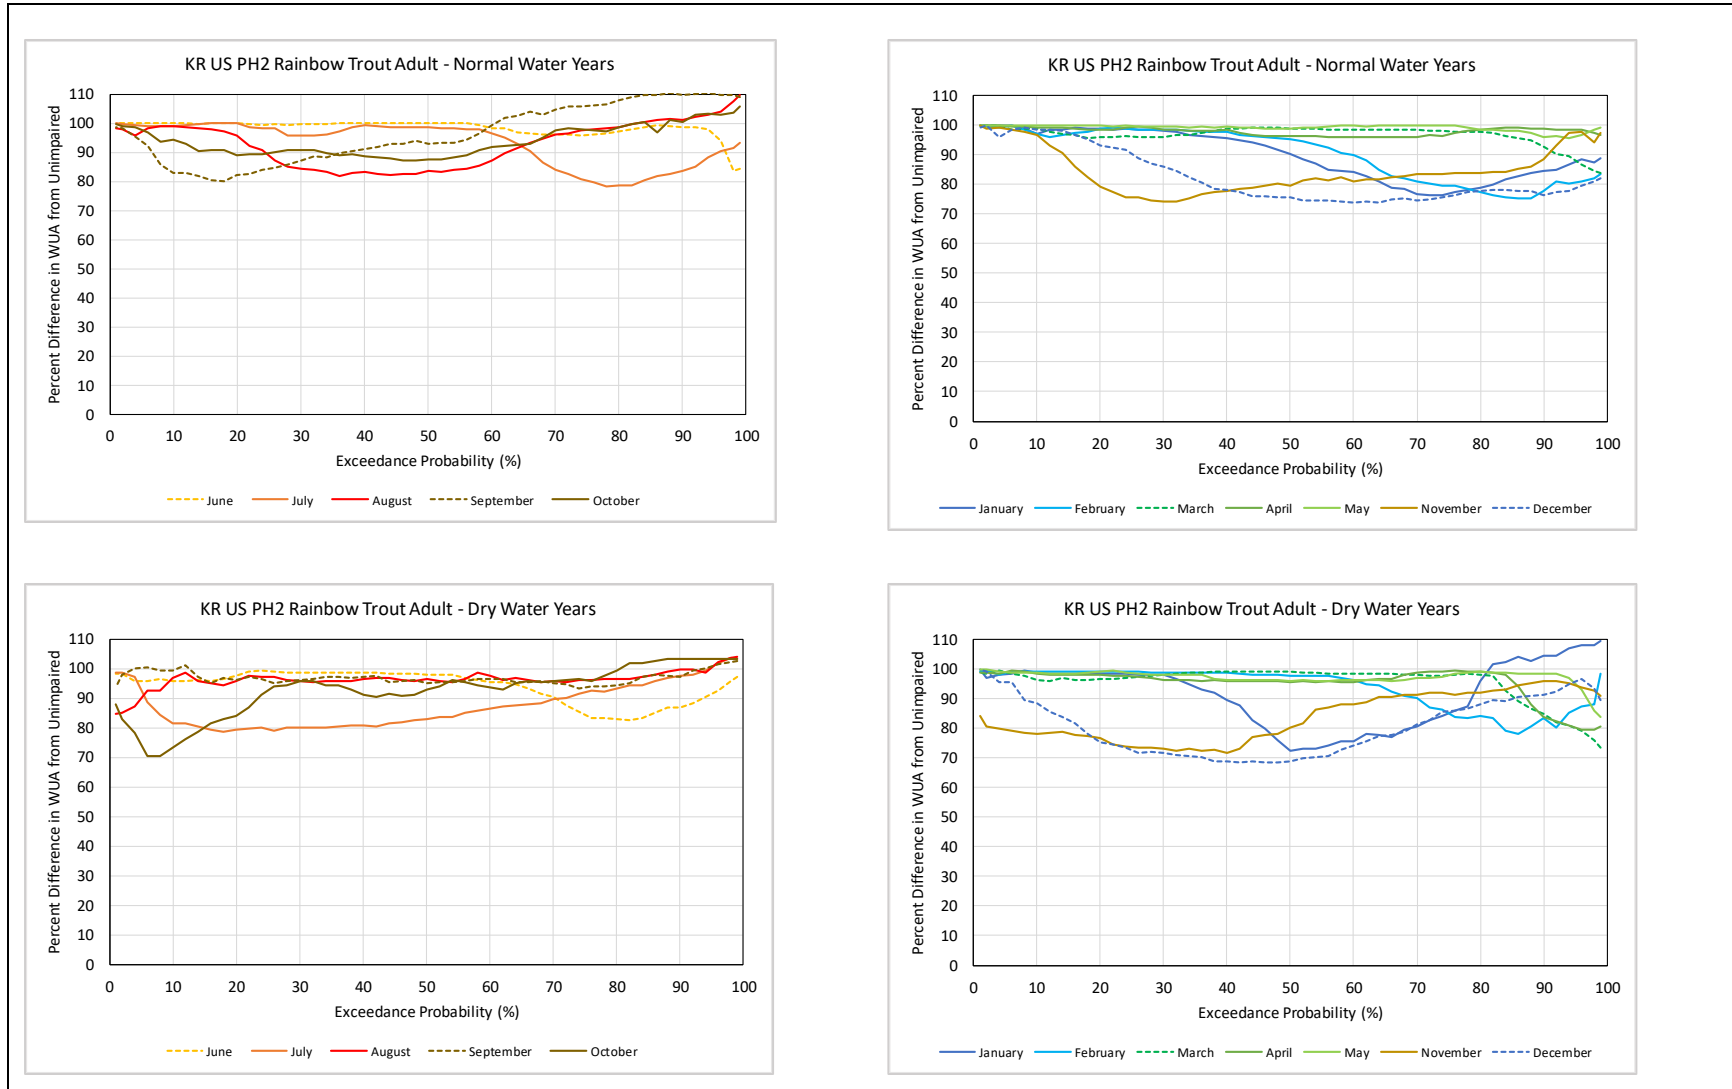 KR US PH2 Rainbow Trout Adult - Normal Water Years
Percent Difference in WUA from Unimpaired
110
100
90
80
70
60
50
40
30
20
10
0
0 10 20 30 40 50 60 70 80 90 100
Exceedance Probability (%)
June July August September October
KR US PH2 Rainbow Trout Adult - Normal Water Years
Percent Difference in WUA from Unimpaired
110
100
90
80
70
60
50
40
30
20
10
0
0 10 20 30 40 50 60 70 80 90 100
Exceedance Probability (%)
January February March April May November December
KR US PH2 Rainbow Trout Adult - Dry Water Years
Percent Difference in WUA from Unimpaired
110
100
90
80
70
60
50
40
30
20
10
0
0 10 20 30 40 50 60 70 80 90 100
Exceedance Probability (%)
June July August September October
KR US PH2 Rainbow Trout Adult - Dry Water Years
Percent Difference in WUA from Unimpaired
110
100
90
80
70
60
50
40
30
20
10
0
0 10 20 30 40 50 60 70 80 90 100
Exceedance Probability (%)
January February March April May November December